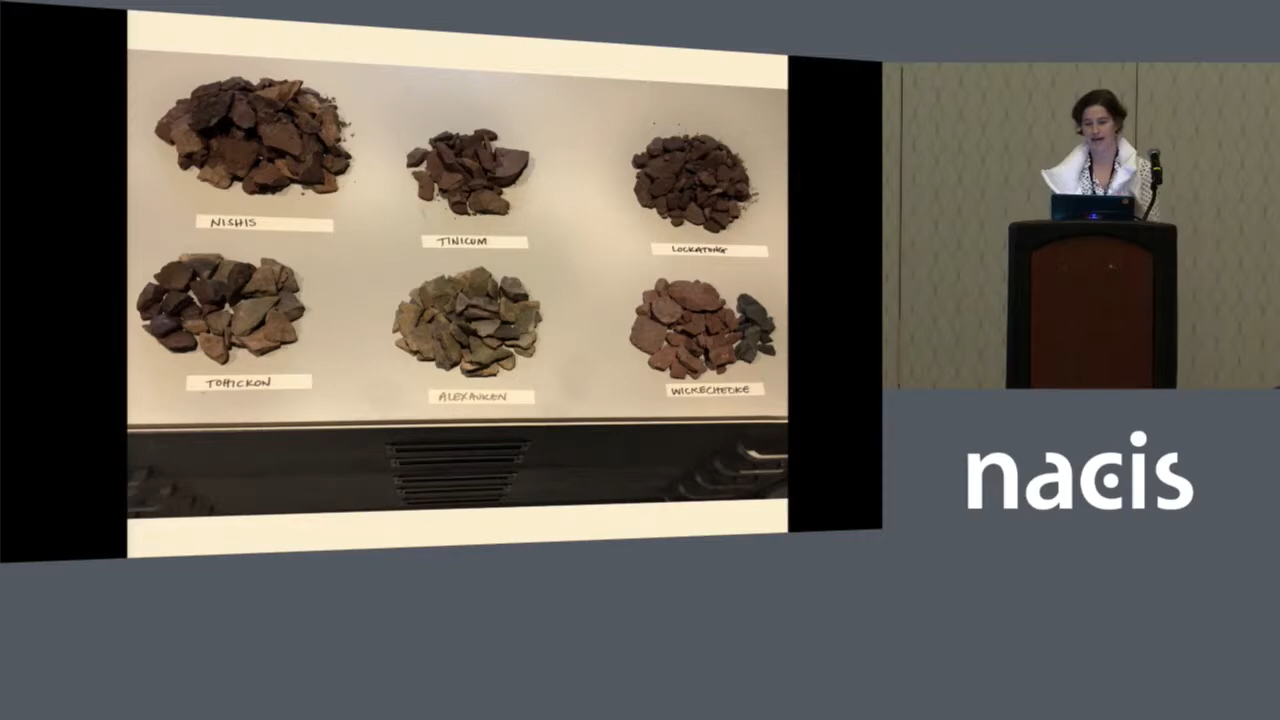 NISHIS
TINICUM
LOCKATONG
TOHICKON
ALEXAUKEN
WICKECHEOKE
nacis